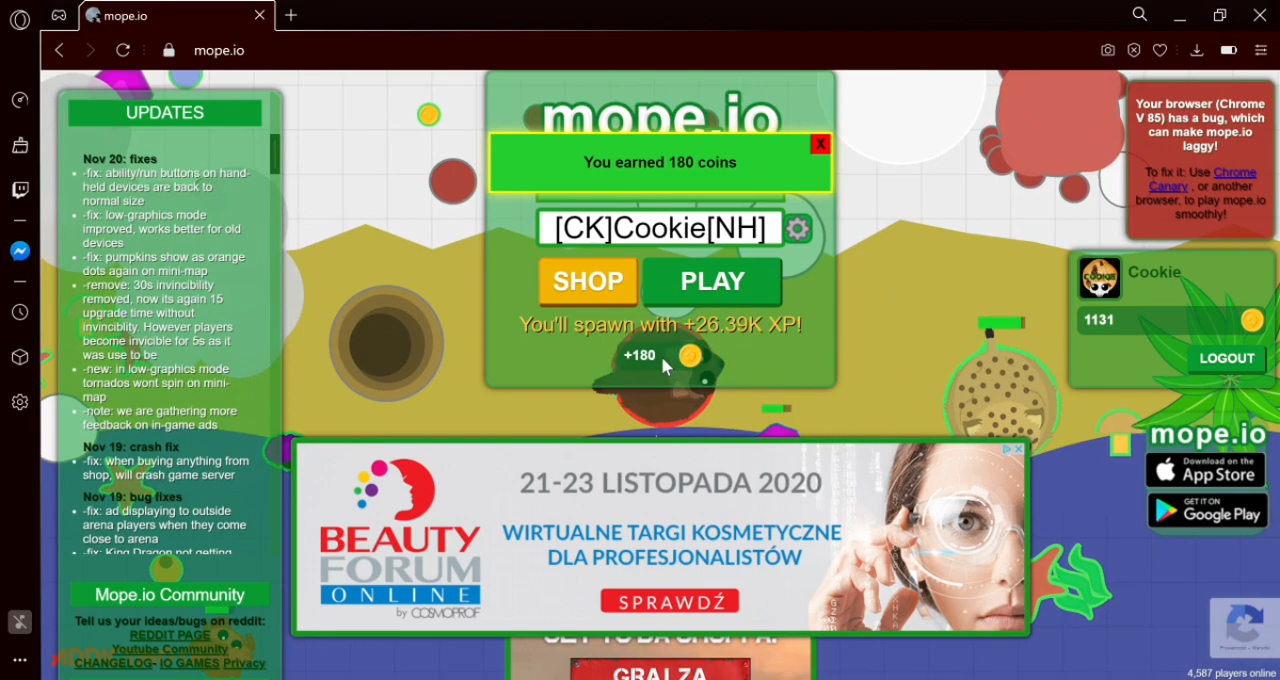 mope.io
mope.io
UPDATES
Nov 20: fixes
-fix: ability/run buttons on hand-
held devices are back to
normal size
-fix: low-graphics mode
improved, works better for old
devices
-fix: pumpkins show as orange
dots again on mini-map
-remove: 30s invincibility
removed, now its again 15
upgrade time without
invinciblity. However players
become invicible for 5s as it
was use to be
-new: in low-graphics mode
tornados wont spin on mini-
map
-note: we are gathering more
feedback on in-game ads
Nov 19: crash fix
-fix: when buying anything from
shop, will crash game server
Nov 19: bug fixes
-fix: ad displaying to outside
arena players when they come
close to arena
-fix: King Dragon not getting
Mope.io Community
Tell us your ideas/bugs on reddit:
REDDIT PAGE
Youtube Community
CHANGELOG- IO GAMES Privacy
mope.io
You earned 180 coins
X
[CK]Cookie[NH]
SHOP
PLAY
You'll spawn with +26.39K XP!
+180
BEAUTY
FORUM
ONLINE
by COSMOPROF
21-23 LISTOPADA 2020
WIRTUALNE TARGI KOSMETYCZNE
DLA PROFESJONALISTÓW
SPRAWDŹ
GRAJ ZA
Your browser (Chrome
V 85) has a bug, which
can make mope.io
laggy!
To fix it: Use Chrome
Canary , or another
browser, to play mope.io
smoothly!
COOKIE
Cookie
1131
LOGOUT
mope.io
Download on the
App Store
GET IT ON
Google Play
4,587 players online